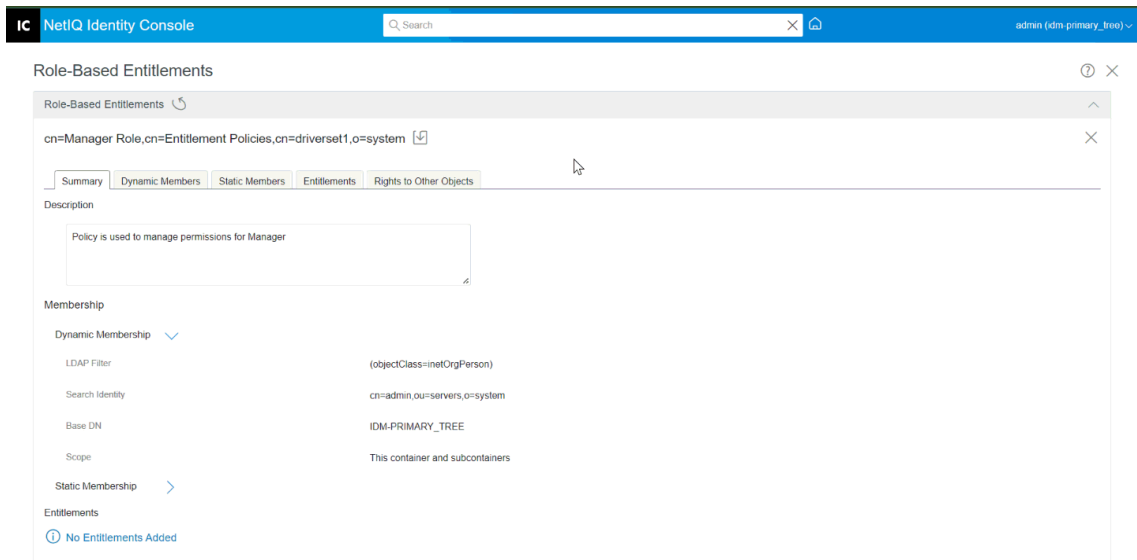 IC NetIQ Identity Console
Search
admin (idm-primary_tree)
Role-Based Entitlements
Role-Based Entitlements
cn=Manager Role,cn=Entitlement Policies,cn=driverset1,o=system
Summary Dynamic Members Static Members Entitlements Rights to Other Objects
Description
Policy is used to manage permissions for Manager
Membership
Dynamic Membership
LDAP Filter (objectClass=inetOrgPerson)
Search Identity cn=admin,ou=servers,o=system
Base DN IDM-PRIMARY_TREE
Scope This container and subcontainers
Static Membership
Entitlements
No Entitlements Added